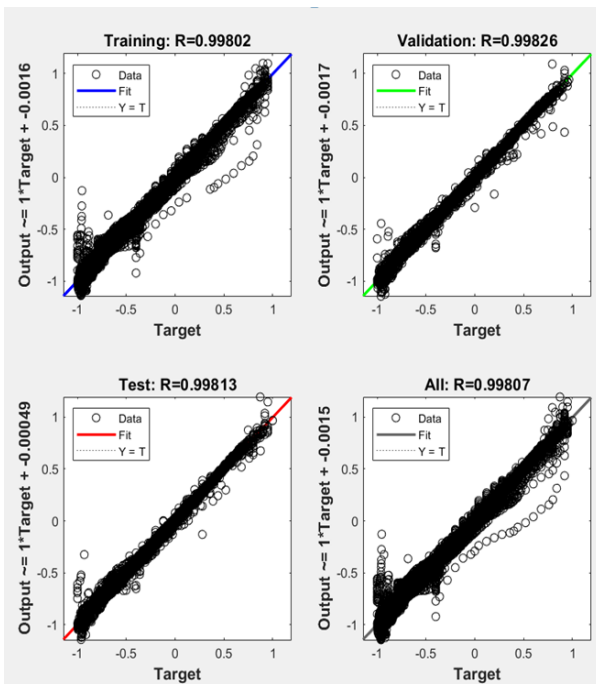 Training: R=0.99802
Output ~= 1*Target + -0.0016
1
0.5
0
-0.5
-1
Data
Fit
Y = T
-1
-0.5
0
0.5
1
Target
Validation: R=0.99826
Output ~= 1*Target + -0.0017
1
0.5
0
-0.5
-1
Data
Fit
Y = T
-1
-0.5
0
0.5
1
Target
Test: R=0.99813
Output ~= 1*Target + -0.00049
1
0.5
0
-0.5
-1
Data
Fit
Y = T
-1
-0.5
0
0.5
1
Target
All: R=0.99807
Output ~= 1*Target + -0.0015
1
0.5
0
-0.5
-1
Data
Fit
Y = T
-1
-0.5
0
0.5
1
Target